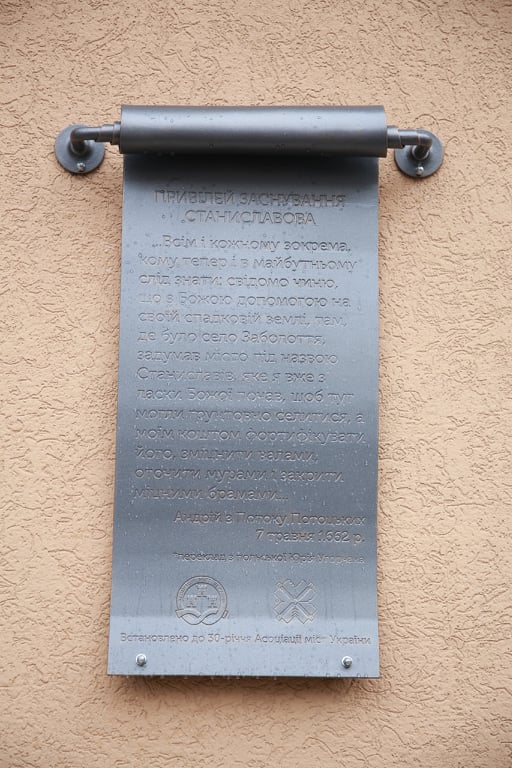 ПРИВІЛЕЙ ЗАСНУВАННЯ
СТАНИСЛАВОВА
...Всім і кожному зокрема,
кому тепер і в майбутньому
слід знати: свідомо чиню,
що з Божою допомогою на
своїй спадковій землі, там,
де було село Заболоття,
задумав місто під назвою
Станиславів, яке я вже з
ласки Божої почав, щоб тут
могли грунтовно селитися, а
моїм коштом фортифікувати
його, зміцнити валами,
оточити мурами і закрити
міцними брамами...
Андрій з Потоку Потоцьких
7 травня 1662 р.
*переклад з польської Юрія Угорчака
Встановлено до 30-річчя Асоціації міст України